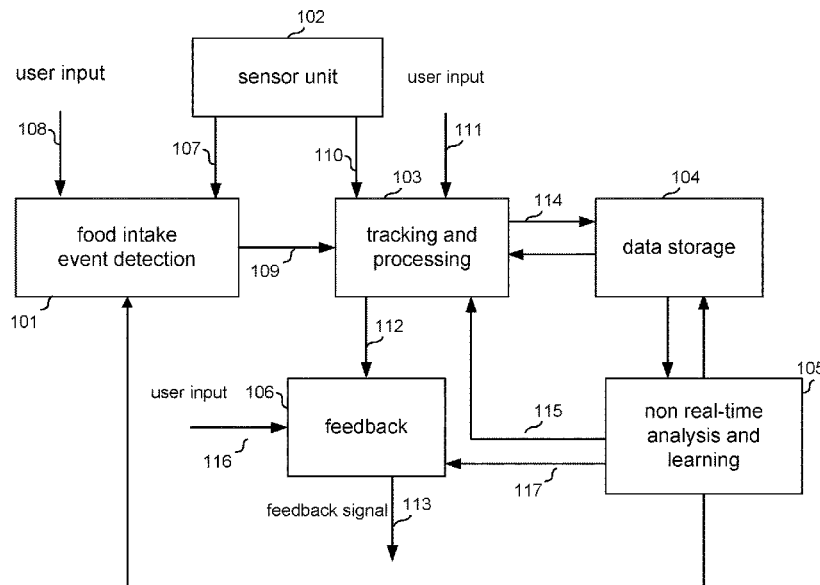 102
user input
sensor unit
user input
108
107
110
111
103
104
food intake
event detection
tracking and
processing
114
data storage
109
101
112
105
user input
106
feedback
115
non real-time
analysis and
learning
116
117
feedback signal
113